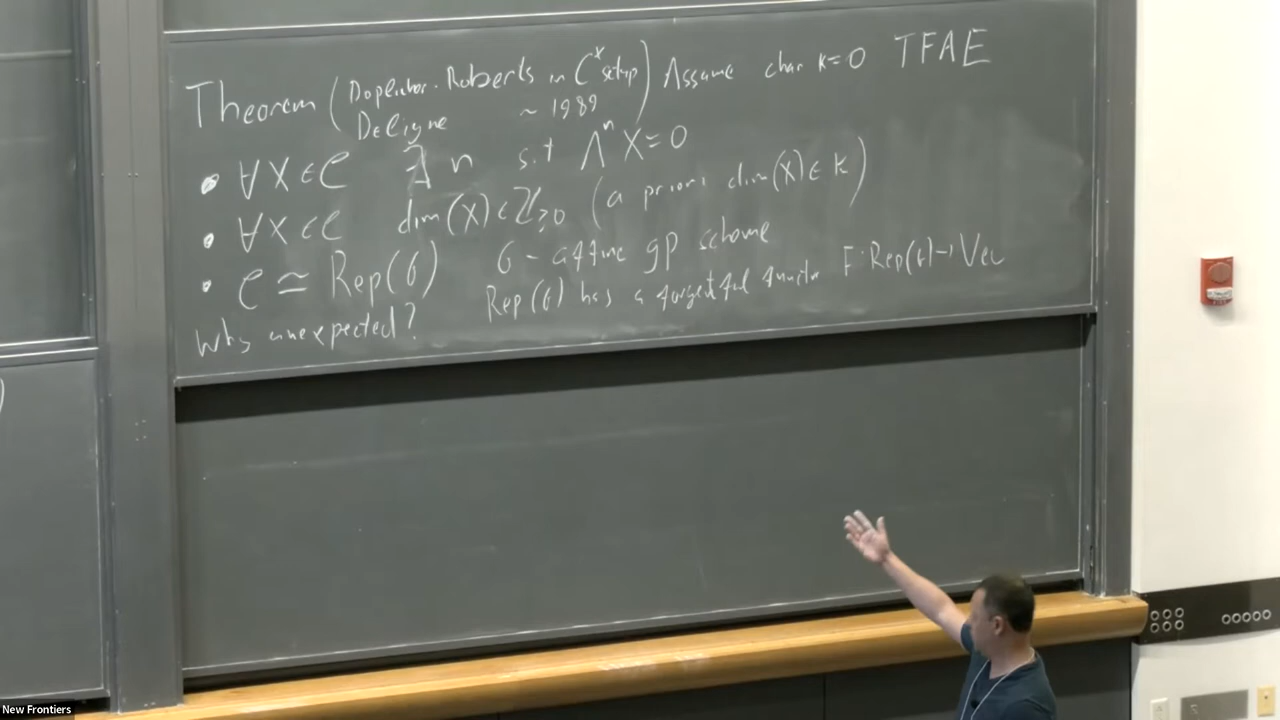 Theorem (Doplicher-Roberts in C* setup) Assume char k=0 TFAE
Deligne ~ 1989
• ∀X∈C ∃ n s.t Λⁿ X=0
• ∀X∈C dim(X)∈ℤ≥0 (a priori dim(X)∈k)
• C ≃ Rep(G) G - affine gp scheme
Rep(G) has a forgetful functor F: Rep(G)→Vec
Why unexpected?
)
New Frontiers